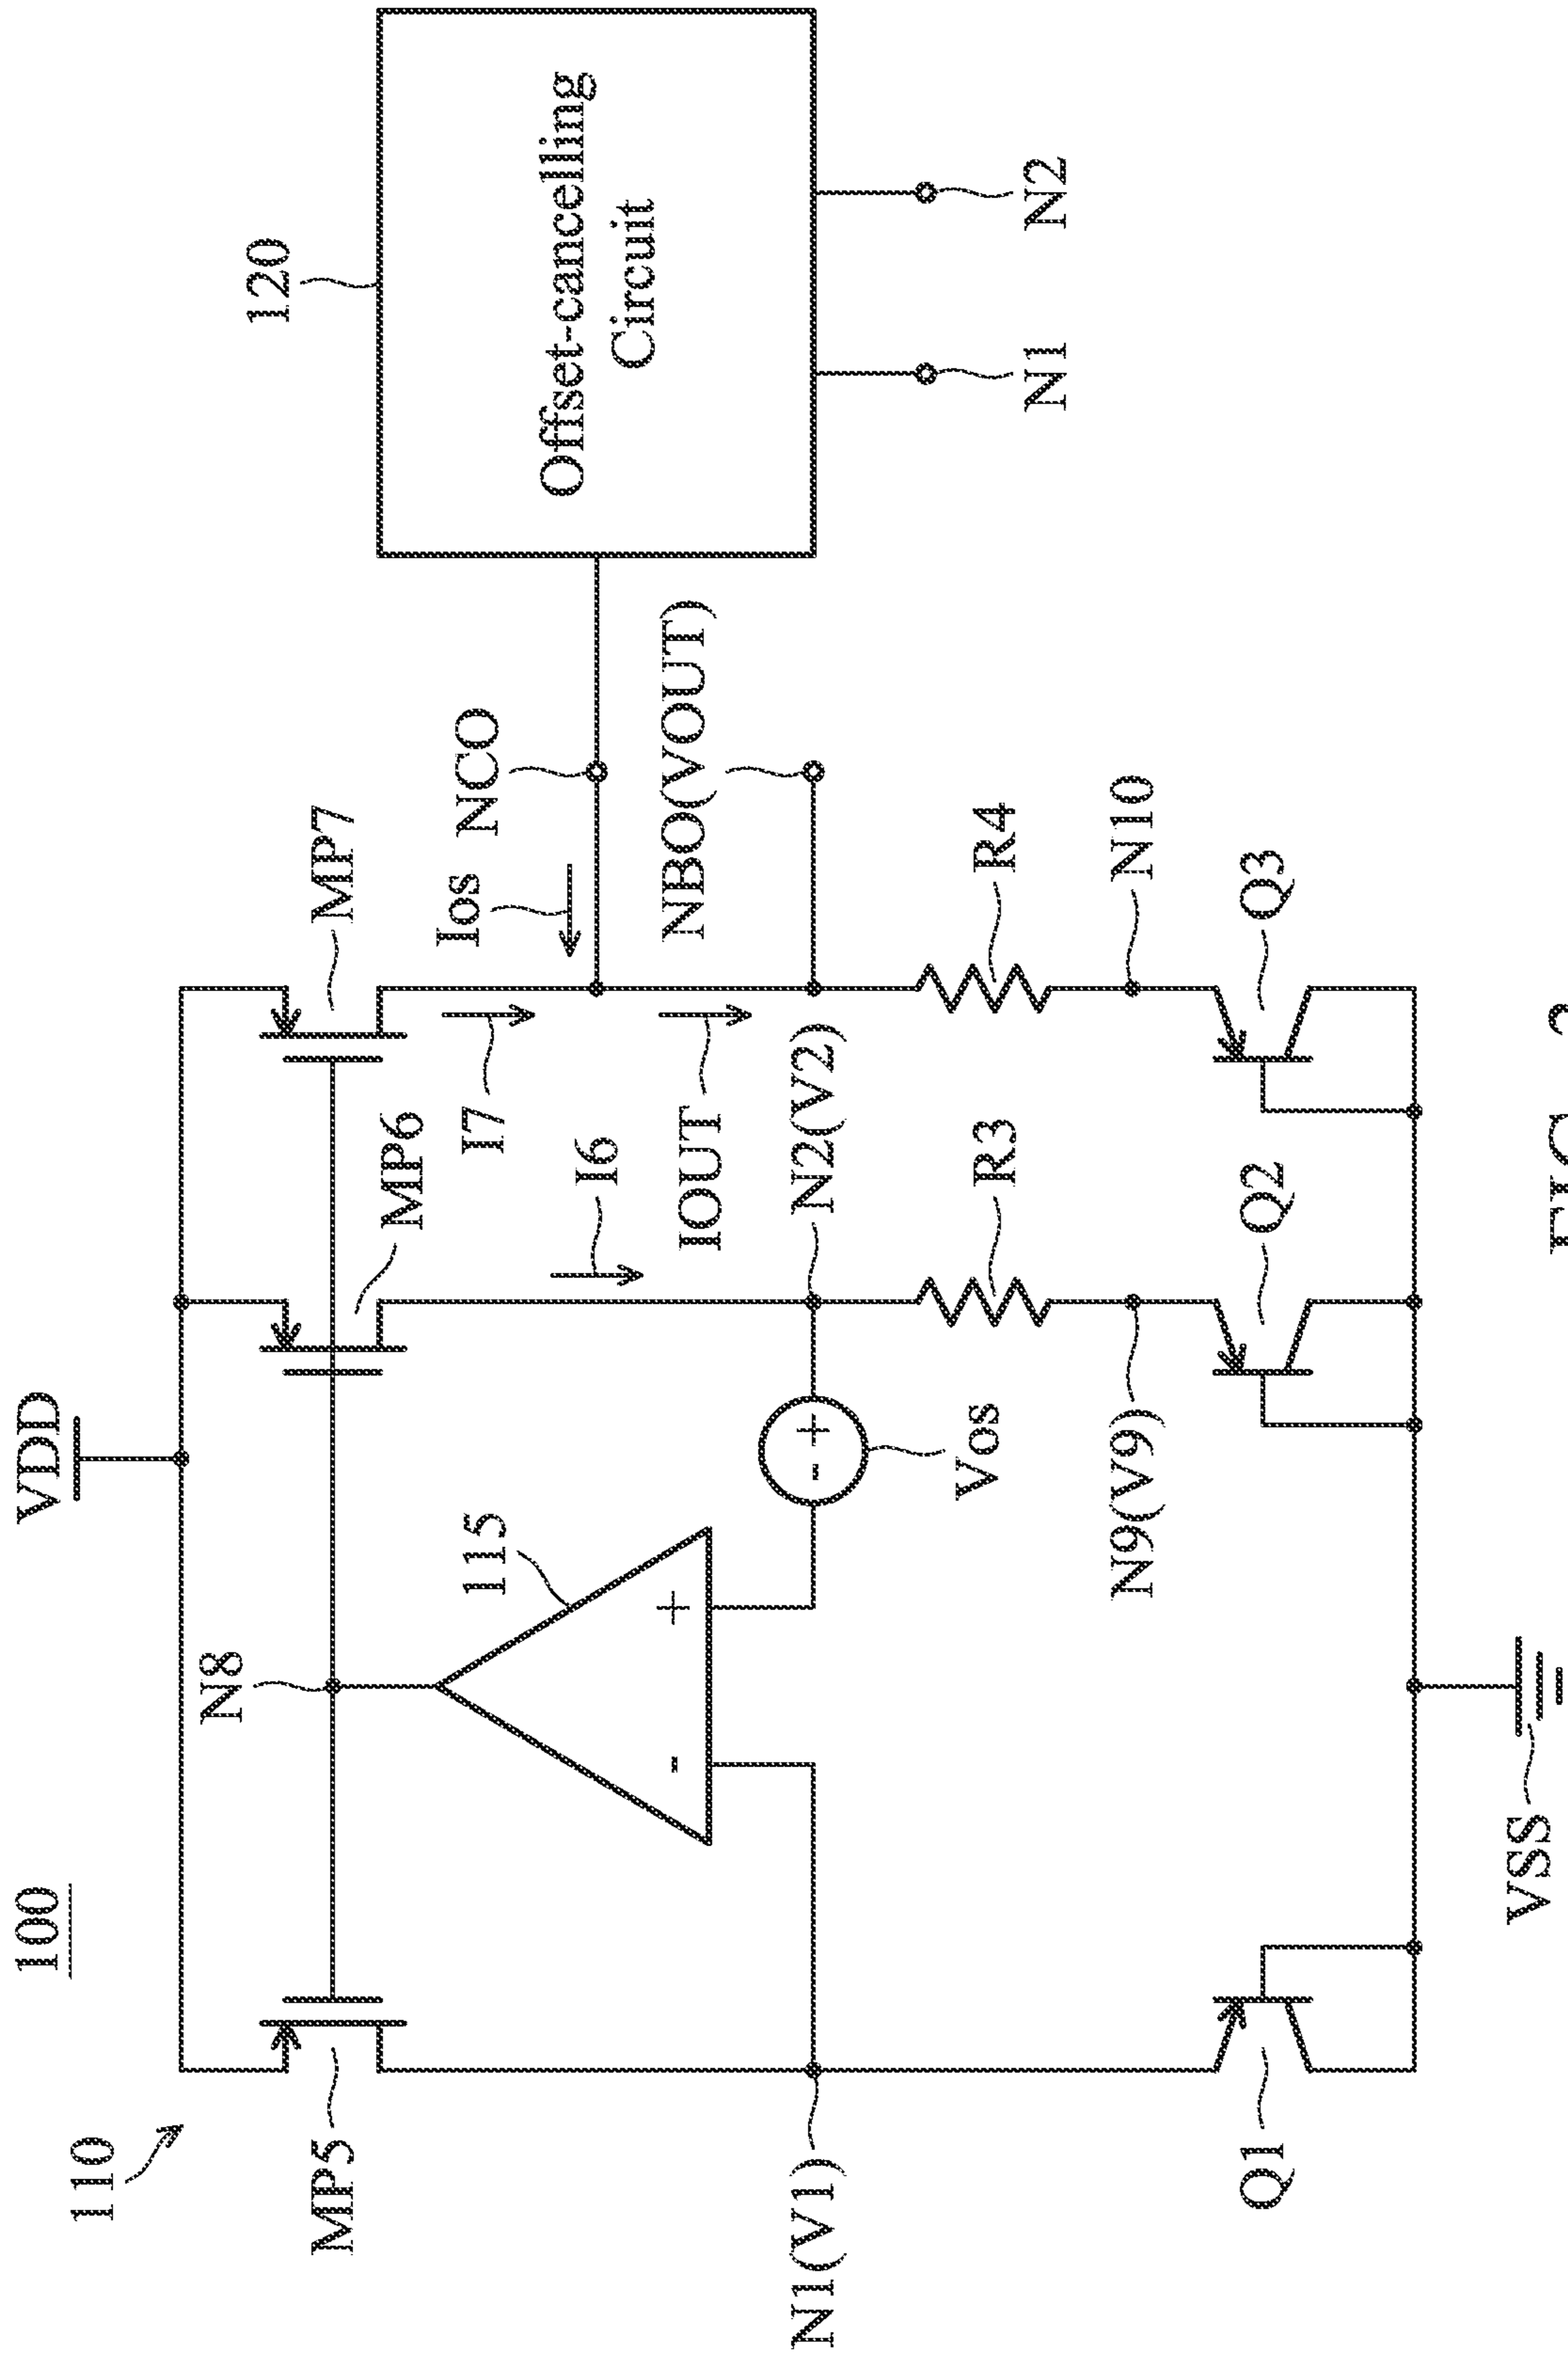 100
110
VDD
120
N8
MP5
MP6
MP7
115
-
+
Ios
NCO
Offset-cancelling
Circuit
I7
I6
IOUT
NBO(VOUT)
N1(V1)
- +
N2(V2)
Vos
R3
R4
N1
N2
N9(V9)
N10
Q1
Q2
Q3
VSS